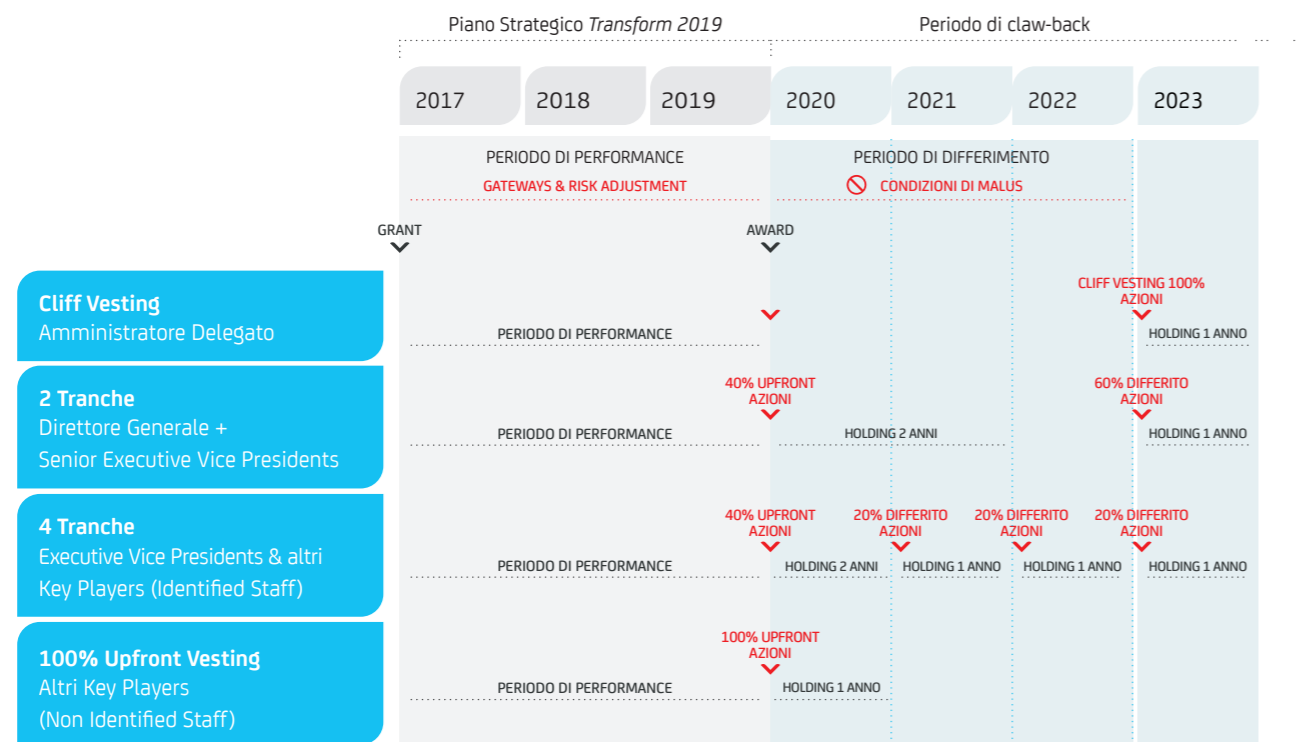 Piano Strategico Transform 2019
Periodo di claw-back
2017
2018
2019
2020
2021
2022
2023
PERIODO DI PERFORMANCE
PERIODO DI DIFFERIMENTO
GATEWAYS & RISK ADJUSTMENT
CONDIZIONI DI MALUS
GRANT
AWARD
Cliff Vesting
Amministratore Delegato
PERIODO DI PERFORMANCE
CLIFF VESTING 100%
AZIONI
HOLDING 1 ANNO
2 Tranche
Direttore Generale +
Senior Executive Vice Presidents
PERIODO DI PERFORMANCE
40% UPFRONT
AZIONI
HOLDING 2 ANNI
60% DIFFERITO
AZIONI
HOLDING 1 ANNO
4 Tranche
Executive Vice Presidents & altri
Key Players (Identified Staff)
PERIODO DI PERFORMANCE
40% UPFRONT
AZIONI
HOLDING 2 ANNI
20% DIFFERITO
AZIONI
HOLDING 1 ANNO
20% DIFFERITO
AZIONI
HOLDING 1 ANNO
20% DIFFERITO
AZIONI
HOLDING 1 ANNO
100% Upfront Vesting
Altri Key Players
(Non Identified Staff)
PERIODO DI PERFORMANCE
100% UPFRONT
AZIONI
HOLDING 1 ANNO